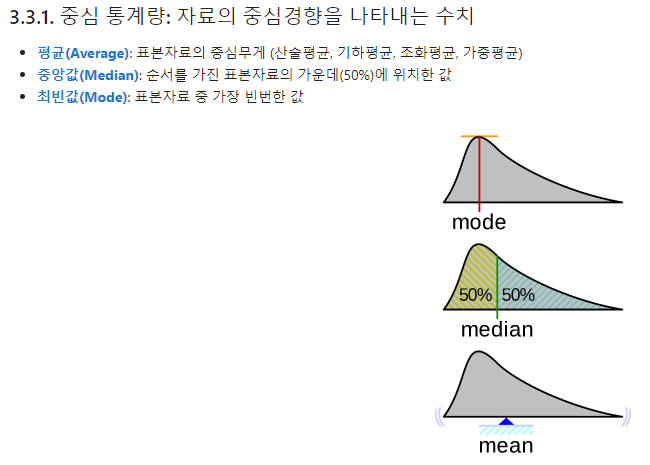 3.3.1. 중심 통계량: 자료의 중심경향을 나타내는 수치
평균(Average): 표본자료의 중심무게 (산술평균, 기하평균, 조화평균, 가중평균)
중앙값(Median): 순서를 가진 표본자료의 가운데(50%)에 위치한 값
최빈값(Mode): 표본자료 중 가장 빈번한 값
mode
50% 50%
median
mean